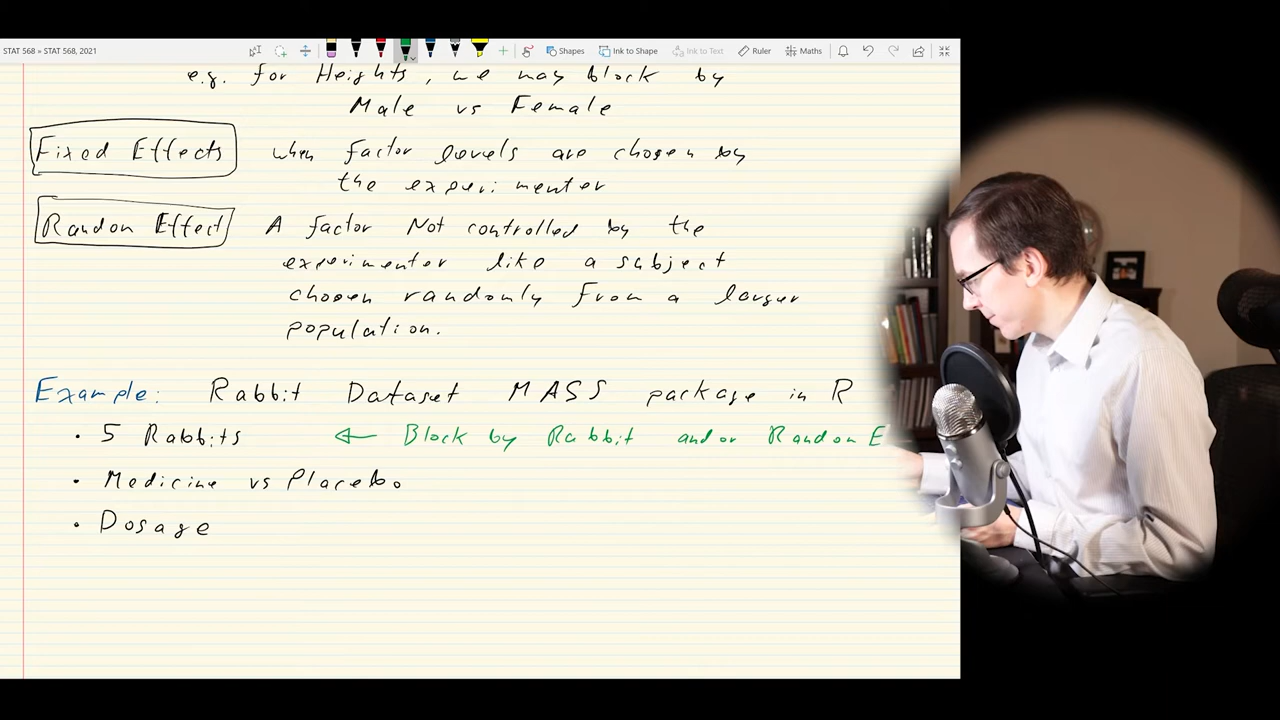 STAT 568 » STAT 568, 2021
Shapes
Ink to Shape
Ink to Text
Ruler
Maths
e.g. for Heights, we may block by
Male vs Female
Fixed Effects when factor levels are chosen by
the experimenter
Random Effect A factor Not controlled by the
experimenter like a subject
chosen randomly from a larger
population.
Example: Rabbit Dataset MASS package in R
• 5 Rabbits ← Block by Rabbit and/or Random E
• Medicine vs Placebo
• Dosage